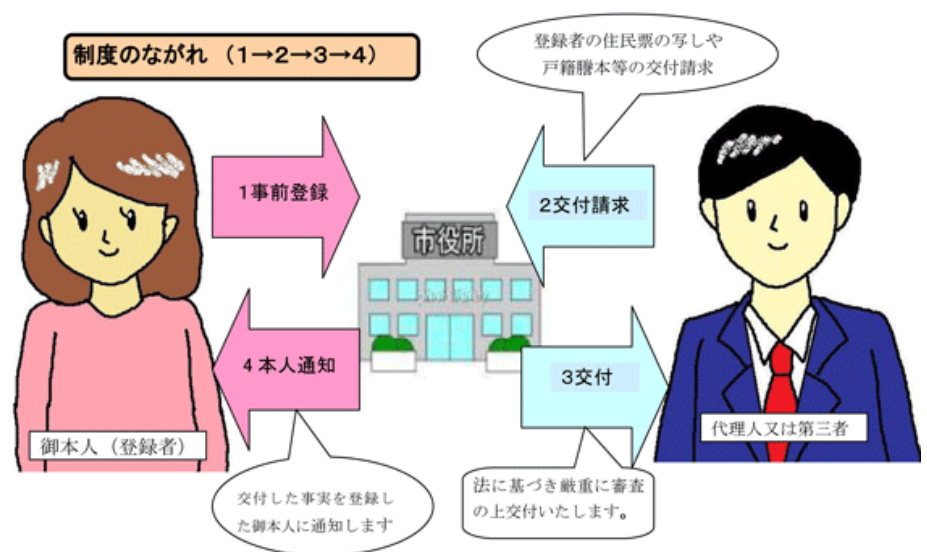 制度のながれ （1→2→3→4）
登録者の住民票の写しや
戸籍謄本等の交付請求
1事前登録
2交付請求
市役所
4 本人通知
3交付
御本人（登録者）
代理人又は第三者
交付した事実を登録し
た御本人に通知します
法に基づき厳重に審査
の上交付いたします。